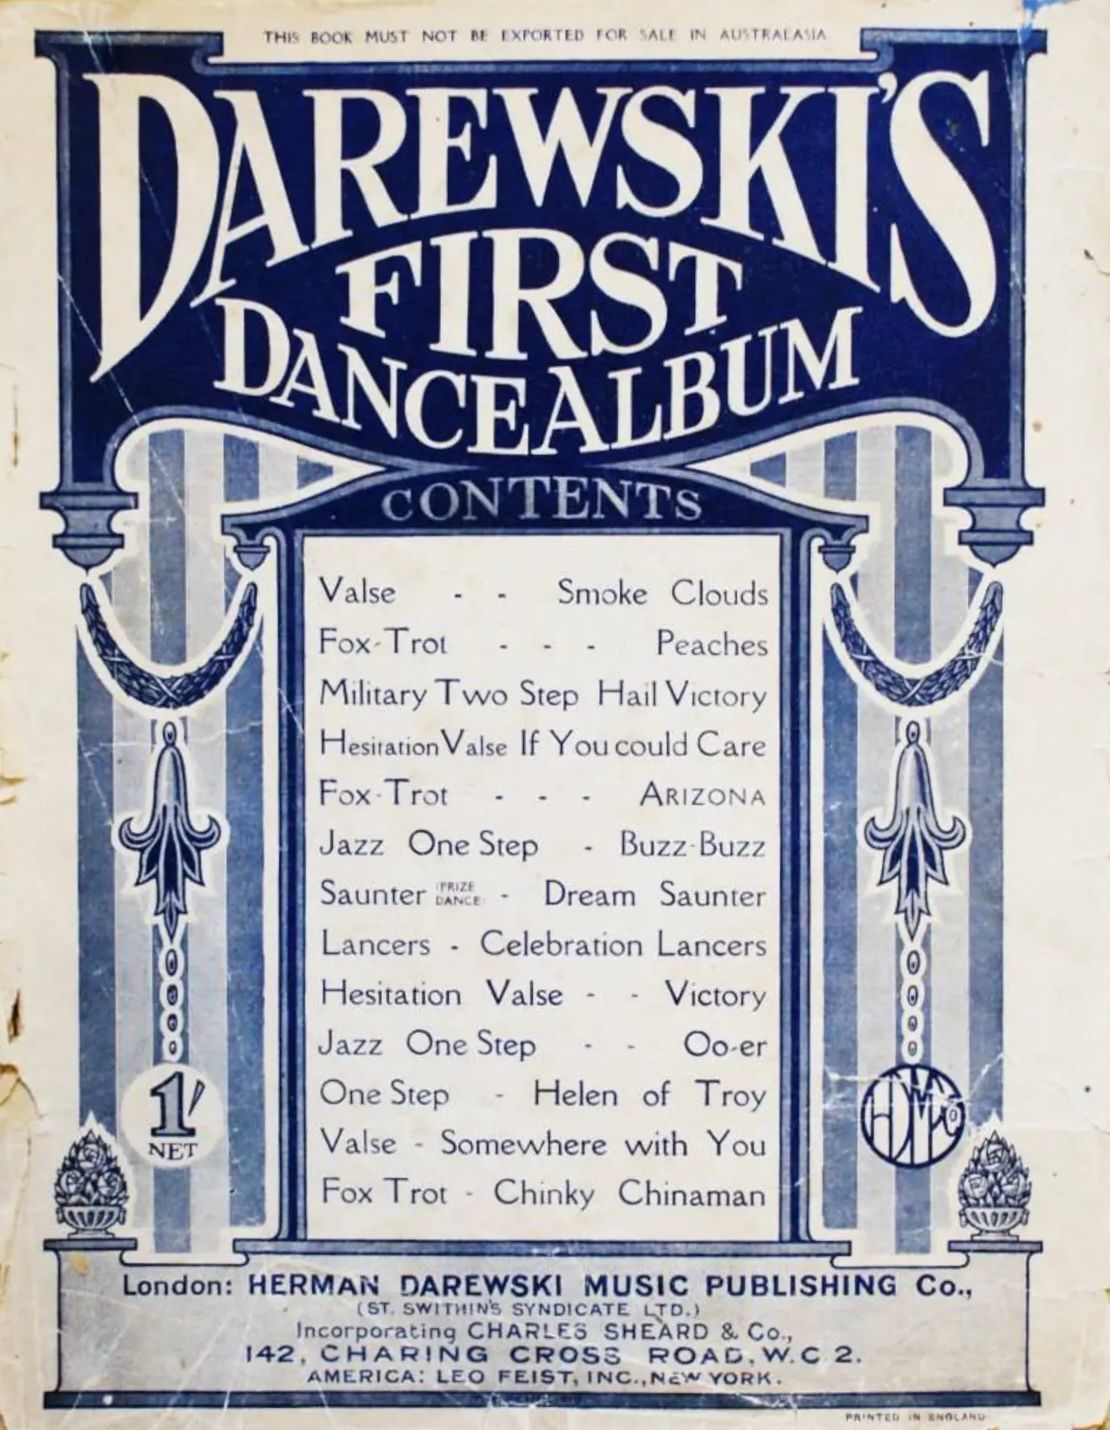 THIS BOOK MUST NOT BE EXPORTED FOR SALE IN AUSTRALASIA
DAREWSKI'S
FIRST
DANCE ALBUM
CONTENTS
Valse - - Smoke Clouds
Fox-Trot - - - Peaches
Military Two Step Hail Victory
Hesitation Valse If You could Care
Fox-Trot - - - ARIZONA
Jazz One Step - Buzz-Buzz
Saunter (PRIZE DANCE) - Dream Saunter
Lancers - Celebration Lancers
Hesitation Valse - - Victory
Jazz One Step - - Oo-er
One Step - Helen of Troy
Valse - Somewhere with You
Fox Trot - Chinky Chinaman
1/
NET
HDMCo
London: HERMAN DAREWSKI MUSIC PUBLISHING Co.,
(ST. SWITHIN'S SYNDICATE LTD.)
Incorporating CHARLES SHEARD & Co.,
142, CHARING CROSS ROAD, W.C 2.
AMERICA: LEO FEIST, INC., NEW YORK.
PRINTED IN ENGLAND